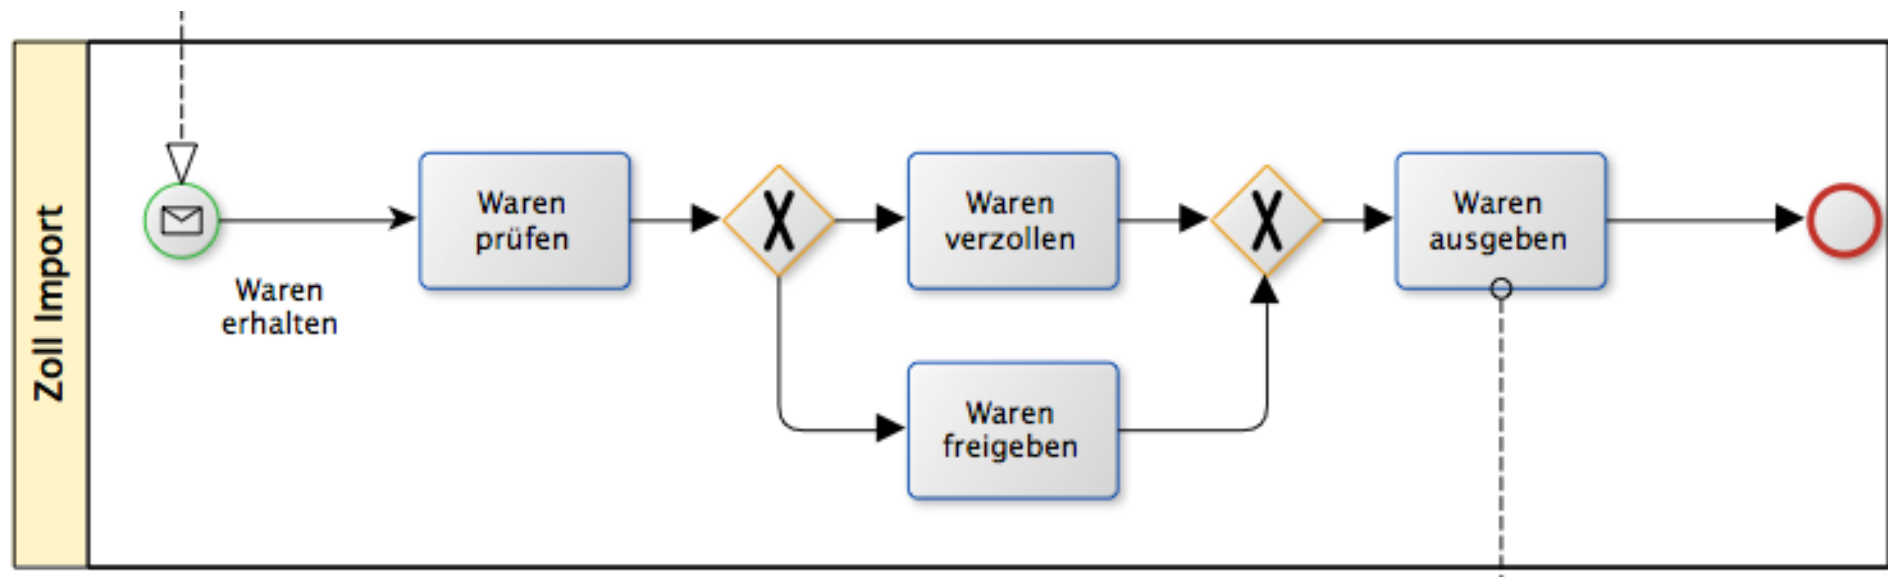 Zoll Import
Waren
erhalten
Waren
prüfen
X
Waren
verzollen
Waren
freigeben
X
Waren
ausgeben